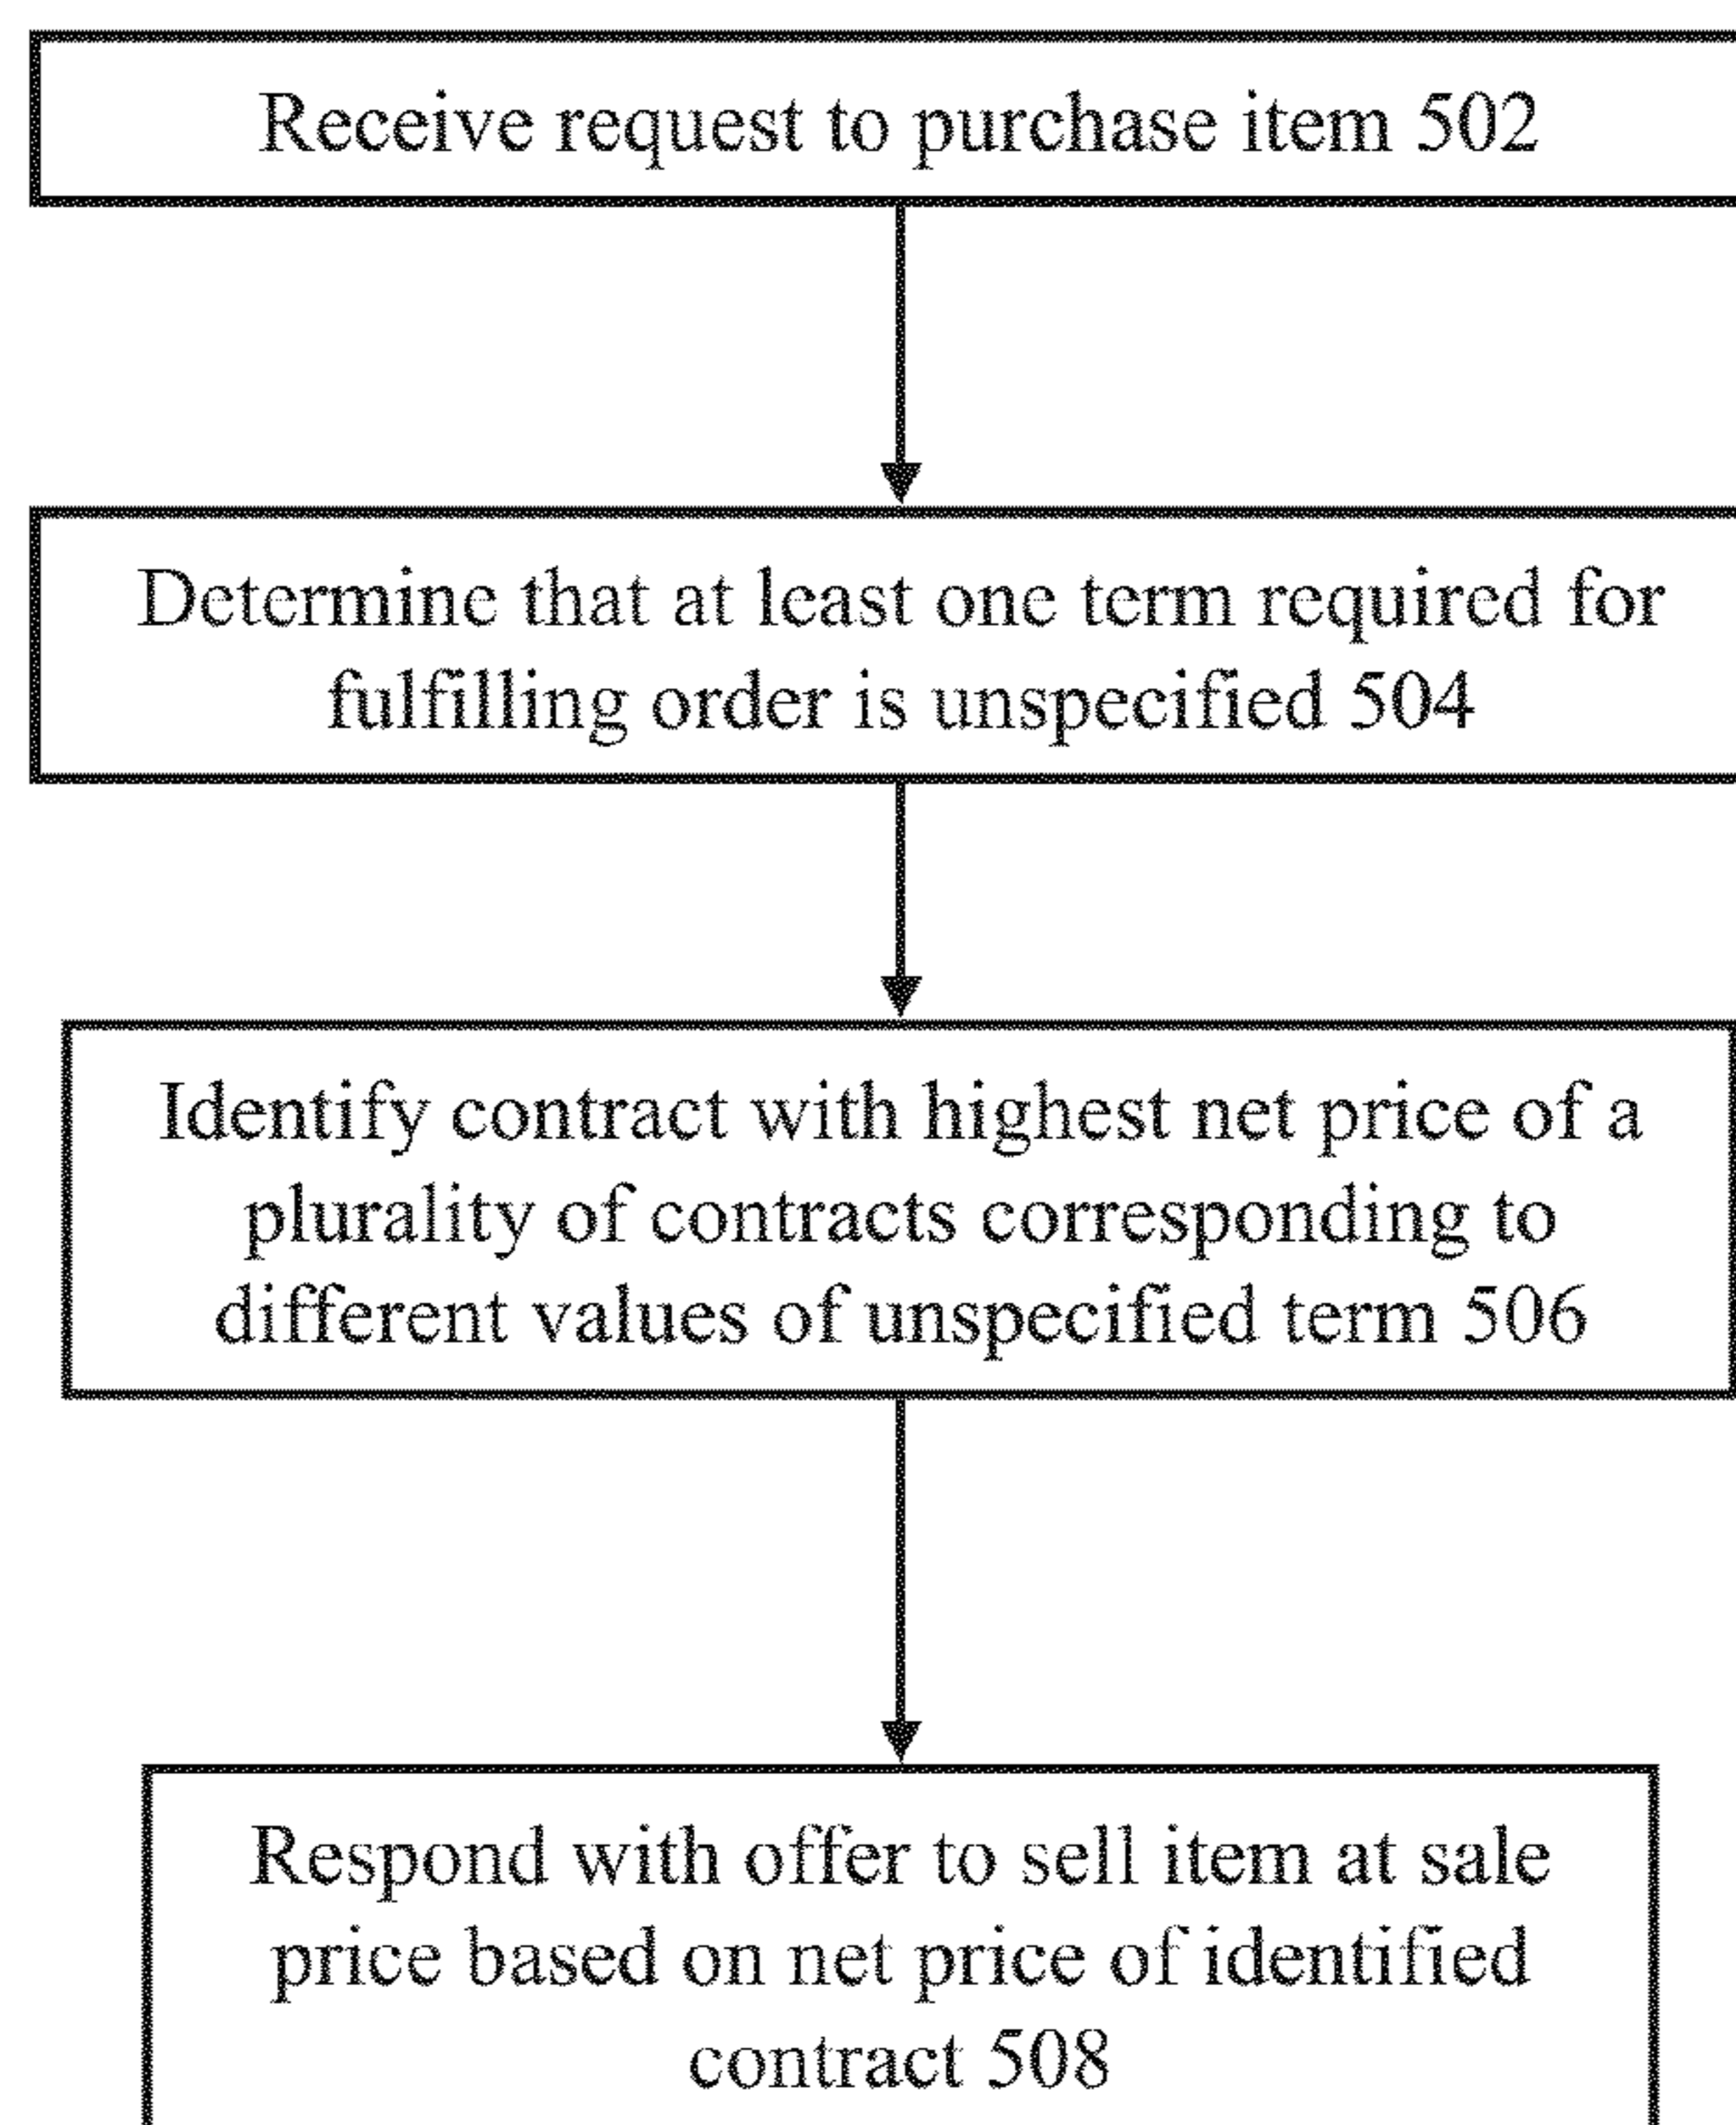 Receive request to purchase item 502
Determine that at least one term required for
fulfilling order is unspecified 504
Identify contract with highest net price of a
plurality of contracts corresponding to
different values of unspecified term 506
Respond with offer to sell item at sale
price based on net price of identified
contract 508